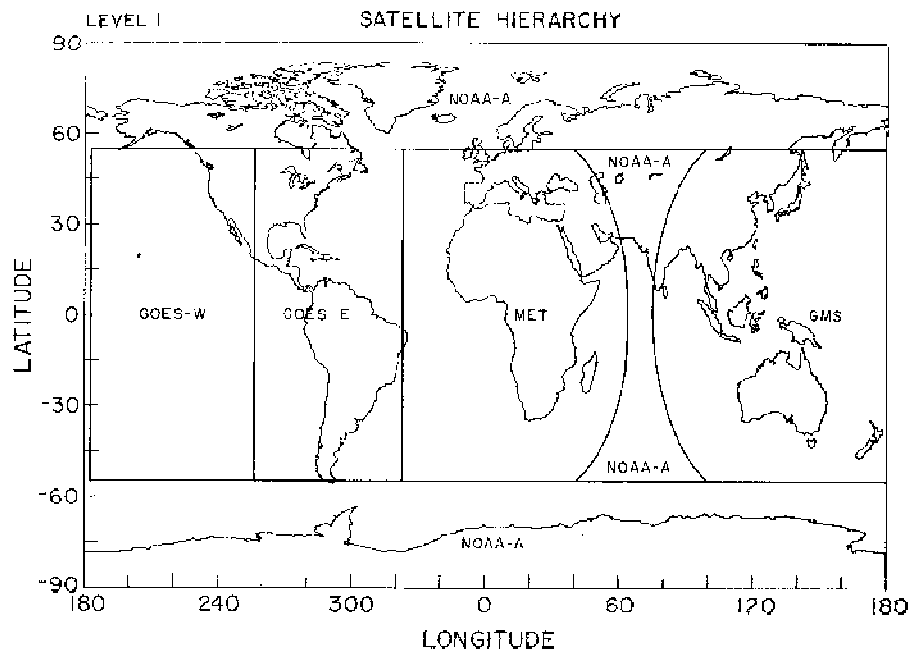 LEVEL 1 SATELLITE HIERARCHY
90
NOAA-A
60
NOAA-A
30
LATITUDE
0 GOES-W GOES E MET GMS
-30
NOAA-A
-60
NOAA-A
-90
180 240 300 0 60 120 180
LONGITUDE